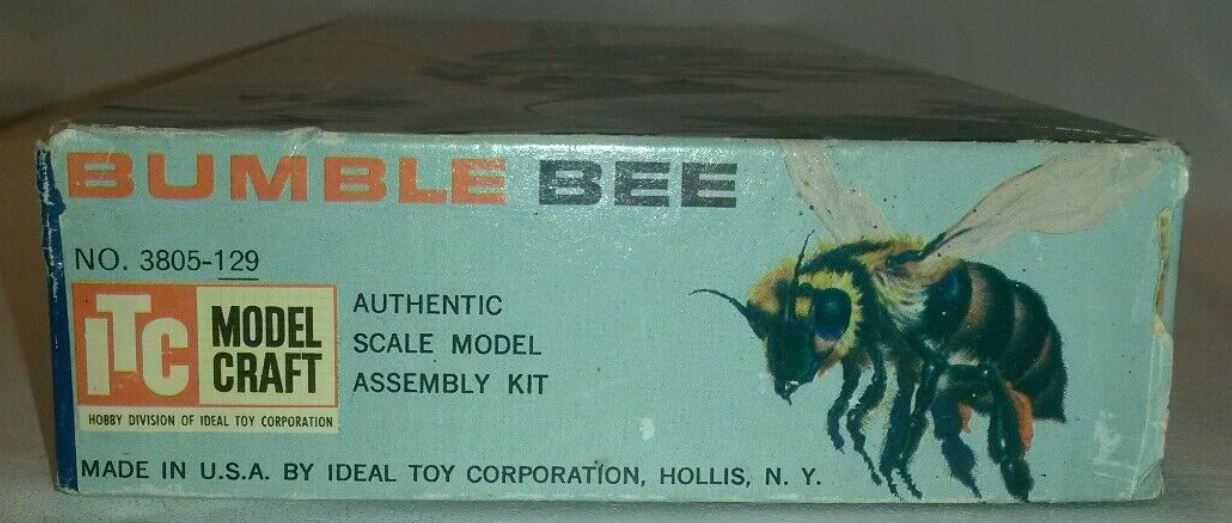 BUMBLE BEE
NO. 3805-129
ITC MODEL CRAFT
HOBBY DIVISION OF IDEAL TOY CORPORATION
AUTHENTIC
SCALE MODEL
ASSEMBLY KIT
MADE IN U.S.A. BY IDEAL TOY CORPORATION, HOLLIS, N. Y.